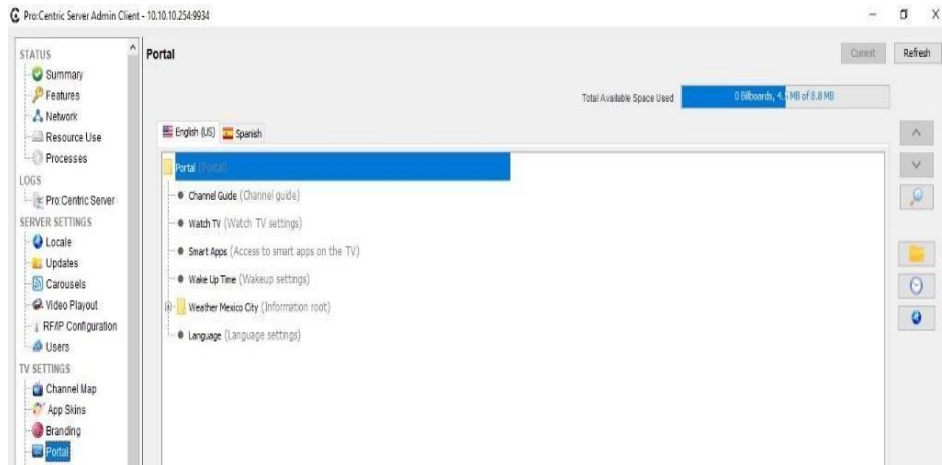 Pro:Centric Server Admin Client - 10.10.10.254:9934
STATUS
Summary
Features
Network
Resource Use
Processes
LOGS
Pro:Centric Server
SERVER SETTINGS
Locale
Updates
Carousels
Video Playout
RF/IP Configuration
Users
TV SETTINGS
Channel Map
App Skins
Branding
Portal
Portal
Commit
Refresh
Total Available Space Used
0 Billboards, 4. MB of 8.8 MB
English (US)
Spanish
Portal (Portal)
Channel Guide (Channel guide)
Watch TV (Watch TV settings)
Smart Apps (Access to smart apps on the TV)
Wake Up Time (Wakeup settings)
Weather Mexico City (Information root)
Language (Language settings)